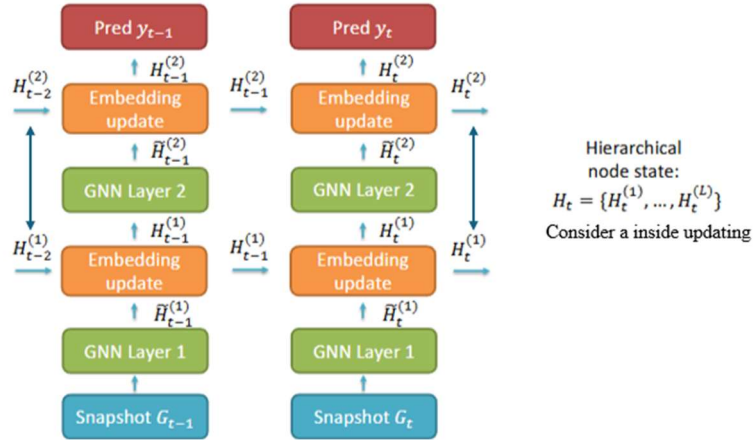 Pred y_{t-1} Pred y_t
H_{t-2}^{(2)} H_{t-1}^{(2)} H_{t-1}^{(2)} H_t^{(2)} H_t^{(2)}
Embedding update Embedding update
H̃_{t-1}^{(2)} H̃_t^{(2)}
GNN Layer 2 GNN Layer 2
H_{t-2}^{(1)} H_{t-1}^{(1)} H_{t-1}^{(1)} H_t^{(1)} H_t^{(1)}
Embedding update Embedding update
H̃_{t-1}^{(1)} H̃_t^{(1)}
GNN Layer 1 GNN Layer 1
Snapshot G_{t-1} Snapshot G_t
Hierarchical
node state:
H_t = {H_t^{(1)}, ..., H_t^{(L)}}
Consider a inside updating